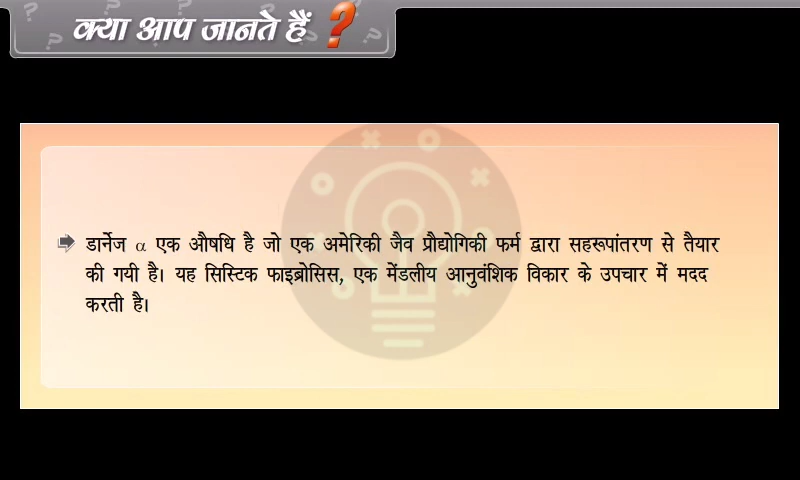 क्या आप जानते हैं ?
डार्नेज α एक औषधि है जो एक अमेरिकी जैव प्रौद्योगिकी फर्म द्वारा सहरूपांतरण से तैयार
की गयी है। यह सिस्टिक फाइब्रोसिस, एक मेंडलीय आनुवंशिक विकार के उपचार में मदद
करती है।